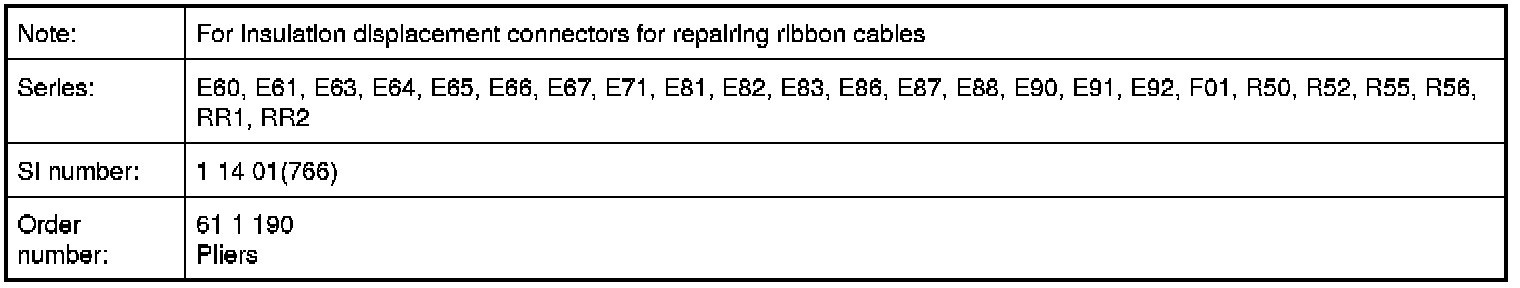 Note: For insulation displacement connectors for repairing ribbon cables
Series: E60, E61, E63, E64, E65, E66, E67, E71, E81, E82, E83, E86, E87, E88, E90, E91, E92, F01, R50, R52, R55, R56,
RR1, RR2
SI number: 1 14 01(766)
Order 61 1 190
number: Pliers